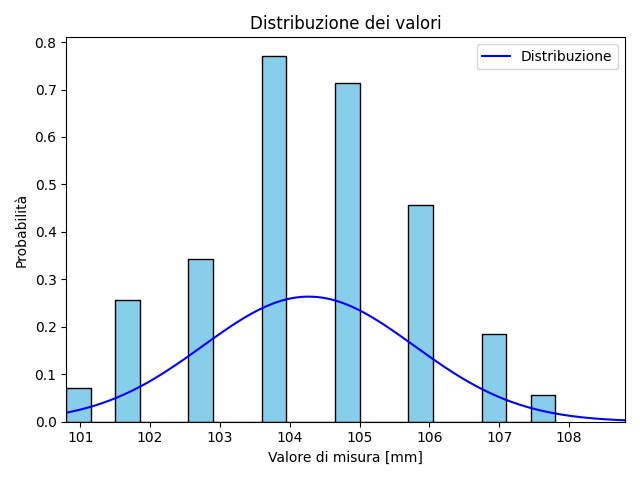 Distribuzione dei valori
Distribuzione
Probabilità
0.8
0.7
0.6
0.5
0.4
0.3
0.2
0.1
0.0
101 102 103 104 105 106 107 108
Valore di misura [mm]